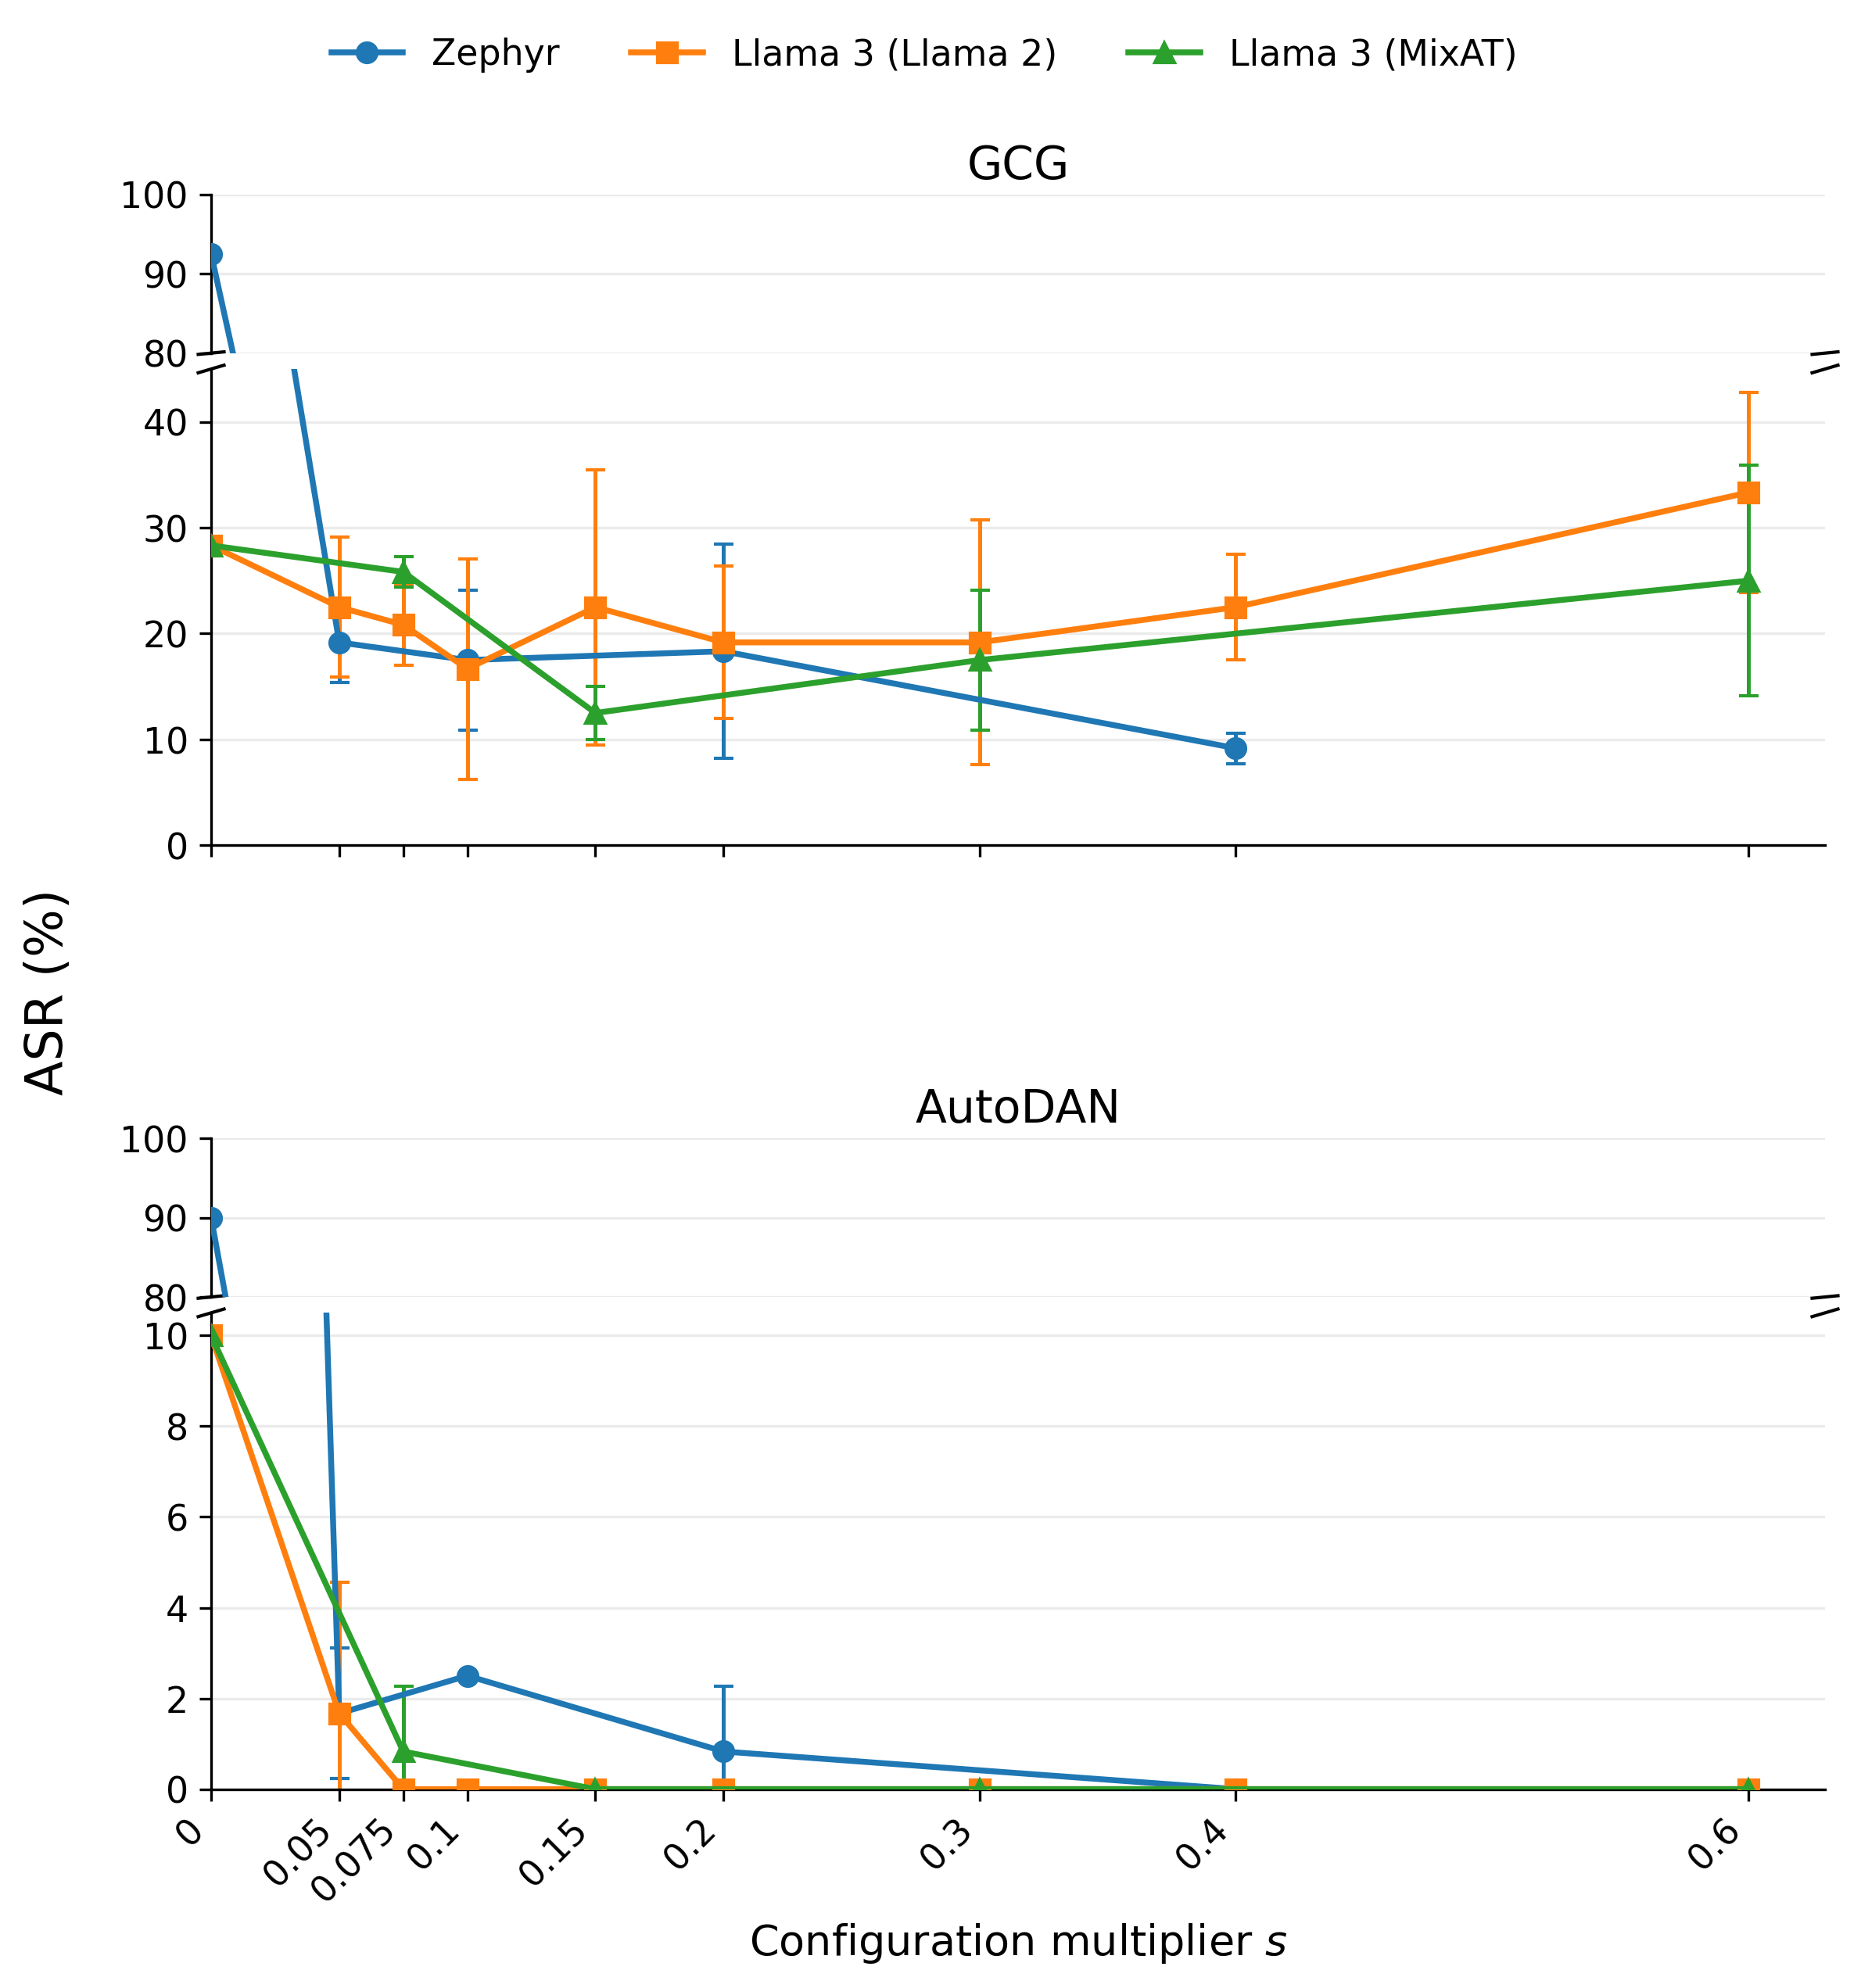 Zephyr Llama 3 (Llama 2) Llama 3 (MixAT)
GCG
100
90
80
40
30
20
10
0
ASR (%)
AutoDAN
100
90
80
10
8
6
4
2
0
0 0.05 0.075 0.1 0.15 0.2 0.3 0.4 0.6
Configuration multiplier s